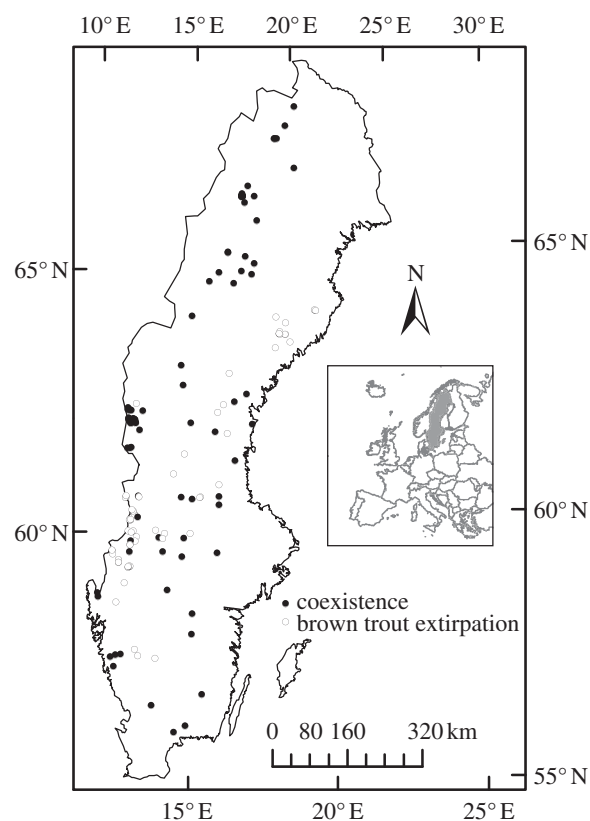 10° E 15° E 20° E 25° E 30° E
65° N
65° N
N
60° N
60° N
coexistence
brown trout extirpation
0 80 160 320 km
55° N
15° E 20° E 25° E